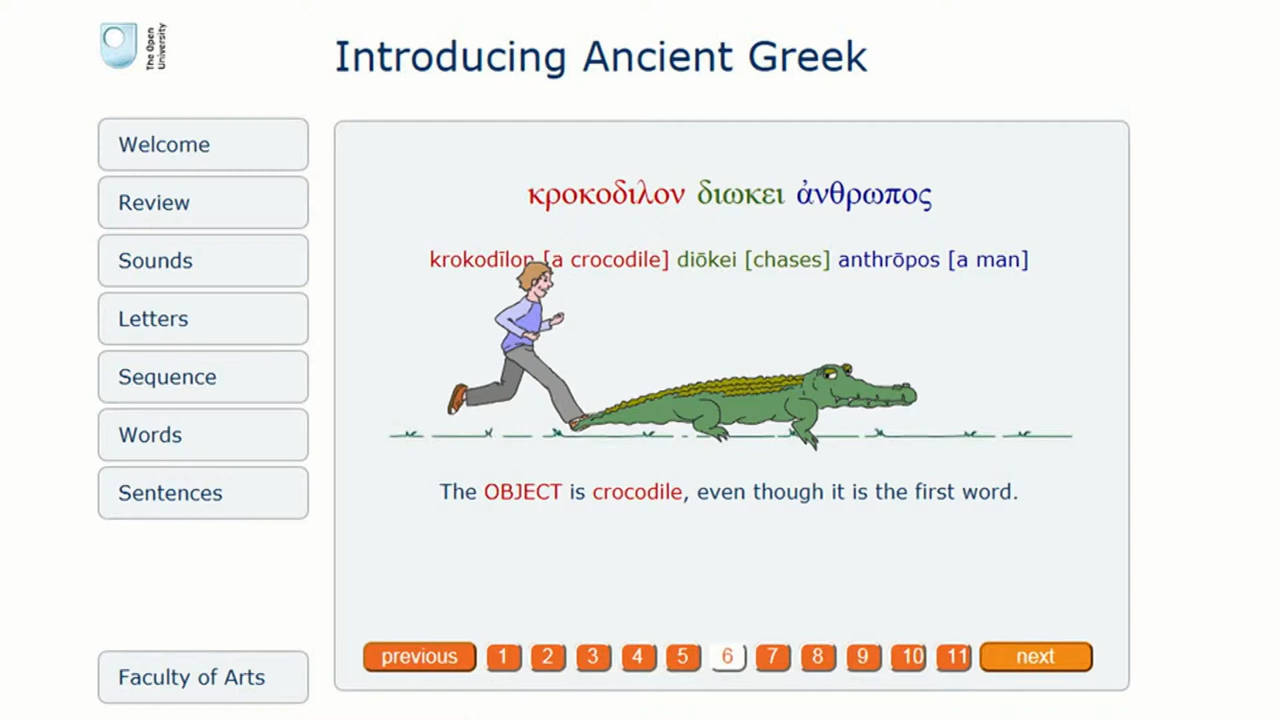 The Open
University
Introducing Ancient Greek
Welcome
Review
Sounds
Letters
Sequence
Words
Sentences
Faculty of Arts
κροκοδιλον διωκει ἀνθρωπος
krokodīlon [a crocodile] diōkei [chases] anthrōpos [a man]
The OBJECT is crocodile, even though it is the first word.
previous 1 2 3 4 5 6 7 8 9 10 11 next